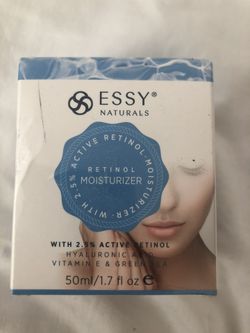 ESSY®
NATURALS
WITH 2.5% ACTIVE RETINOL MOISTURIZER
RETINOL
MOISTURIZER
WITH 2.5% ACTIVE RETINOL
HYALURONIC ACID
VITAMIN E & GREEN TEA
50ml/1.7 fl oz ℮